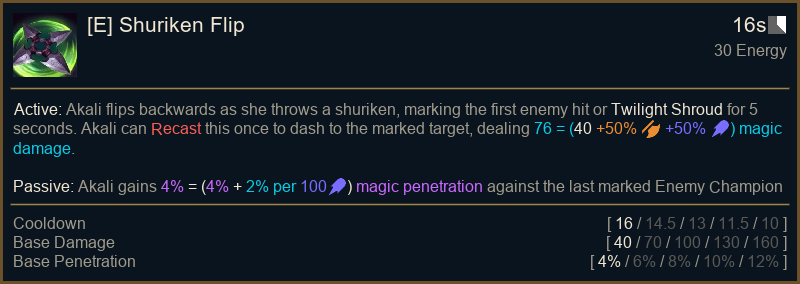 [E] Shuriken Flip
16s
30 Energy
Active: Akali flips backwards as she throws a shuriken, marking the first enemy hit or Twilight Shroud for 5
seconds. Akali can Recast this once to dash to the marked target, dealing 76 = (40 +50% +50% ) magic
damage.
Passive: Akali gains 4% = (4% + 2% per 100 ) magic penetration against the last marked Enemy Champion
Cooldown [ 16 / 14.5 / 13 / 11.5 / 10 ]
Base Damage [ 40 / 70 / 100 / 130 / 160 ]
Base Penetration [ 4% / 6% / 8% / 10% / 12% ]